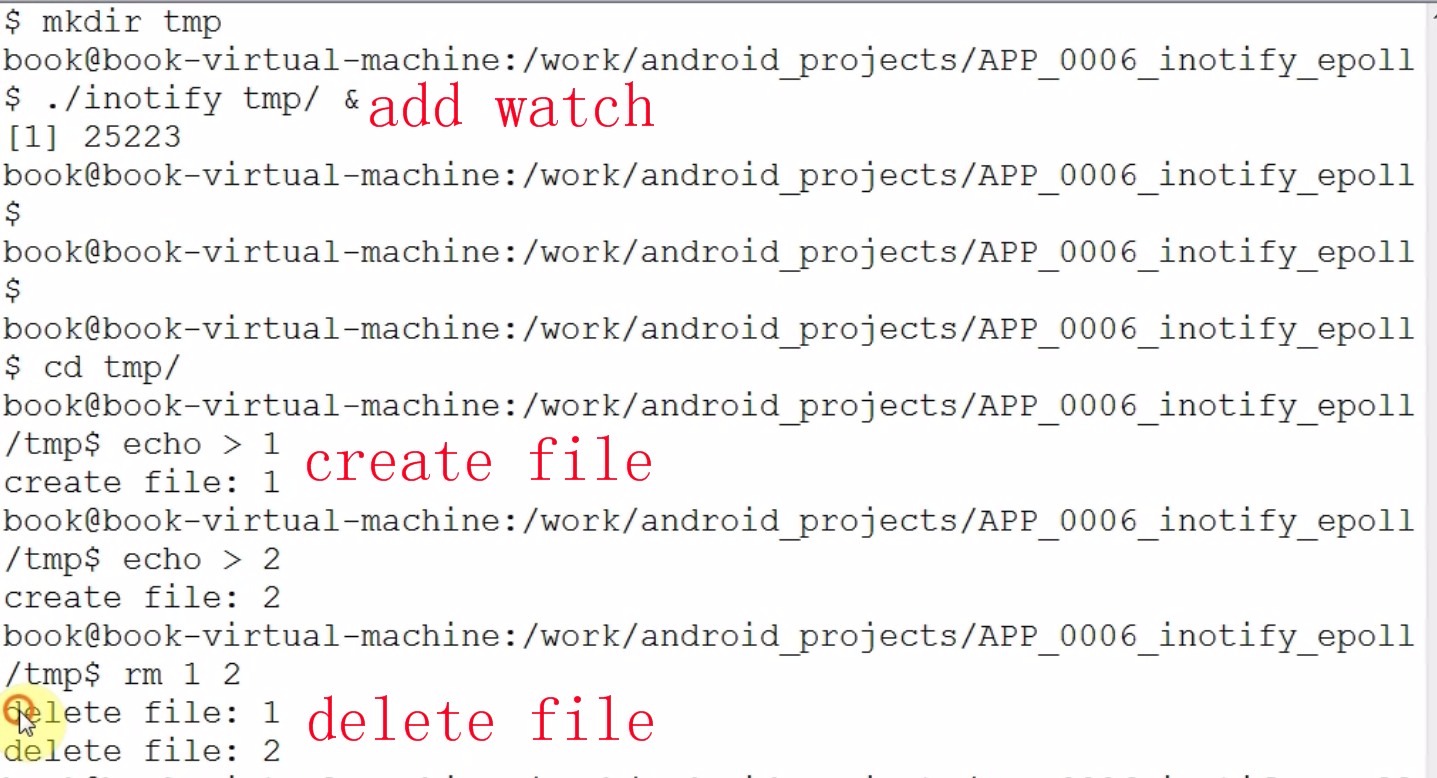 $ mkdir tmp
book@book-virtual-machine:/work/android_projects/APP_0006_inotify_epoll
$ ./inotify tmp/ & add watch
[1] 25223
book@book-virtual-machine:/work/android_projects/APP_0006_inotify_epoll
$
book@book-virtual-machine:/work/android_projects/APP_0006_inotify_epoll
$
book@book-virtual-machine:/work/android_projects/APP_0006_inotify_epoll
$ cd tmp/
book@book-virtual-machine:/work/android_projects/APP_0006_inotify_epoll
/tmp$ echo > 1
create file
create file: 1
book@book-virtual-machine:/work/android_projects/APP_0006_inotify_epoll
/tmp$ echo > 2
create file: 2
book@book-virtual-machine:/work/android_projects/APP_0006_inotify_epoll
/tmp$ rm 1 2
delete file: 1 delete file
delete file: 2